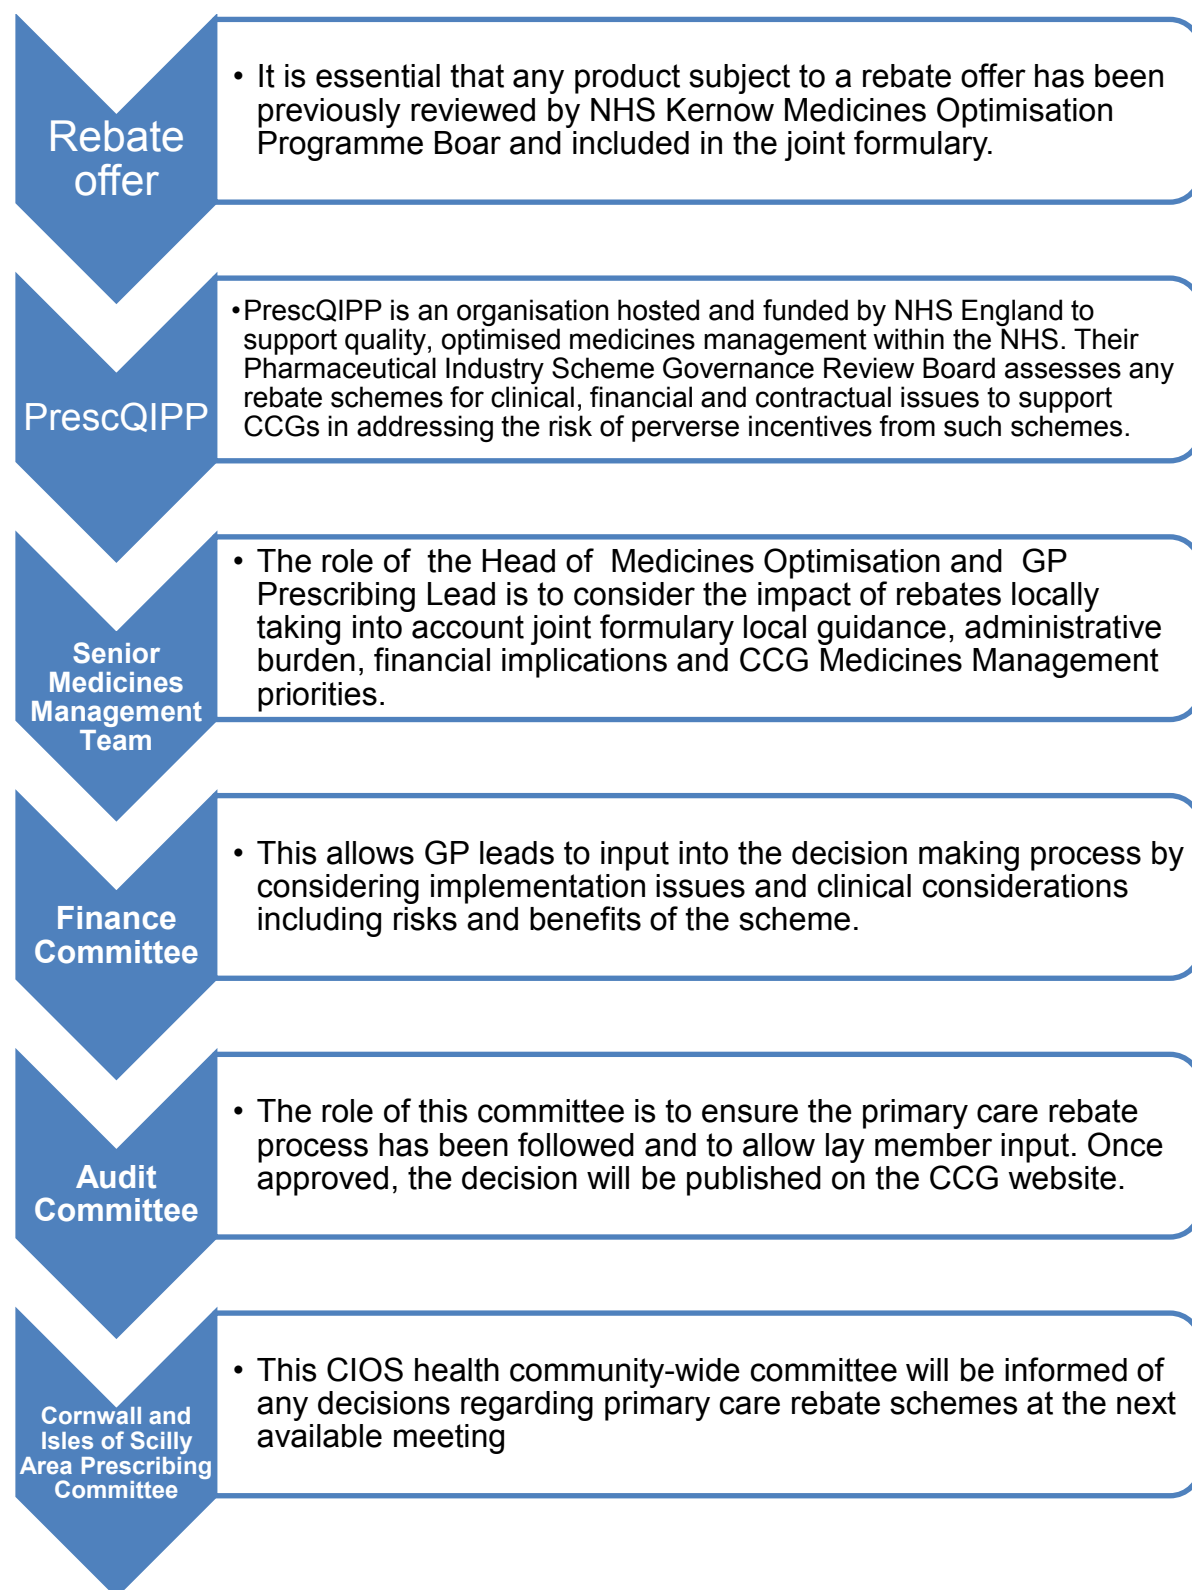 Rebate
offer
• It is essential that any product subject to a rebate offer has been
previously reviewed by NHS Kernow Medicines Optimisation
Programme Boar and included in the joint formulary.
PrescQIPP
•PrescQIPP is an organisation hosted and funded by NHS England to
support quality, optimised medicines management within the NHS. Their
Pharmaceutical Industry Scheme Governance Review Board assesses any
rebate schemes for clinical, financial and contractual issues to support
CCGs in addressing the risk of perverse incentives from such schemes.
Senior
Medicines
Management
Team
• The role of  the Head of  Medicines Optimisation and  GP
Prescribing Lead is to consider the impact of rebates locally
taking into account joint formulary local guidance, administrative
burden, financial implications and CCG Medicines Management
priorities.
Finance
Committee
• This allows GP leads to input into the decision making process by
considering implementation issues and clinical considerations
including risks and benefits of the scheme.
Audit
Committee
• The role of this committee is to ensure the primary care rebate
process has been followed and to allow lay member input. Once
approved, the decision will be published on the CCG website.
Cornwall and
Isles of Scilly
Area Prescribing
Committee
• This CIOS health community-wide committee will be informed of
any decisions regarding primary care rebate schemes at the next
available meeting